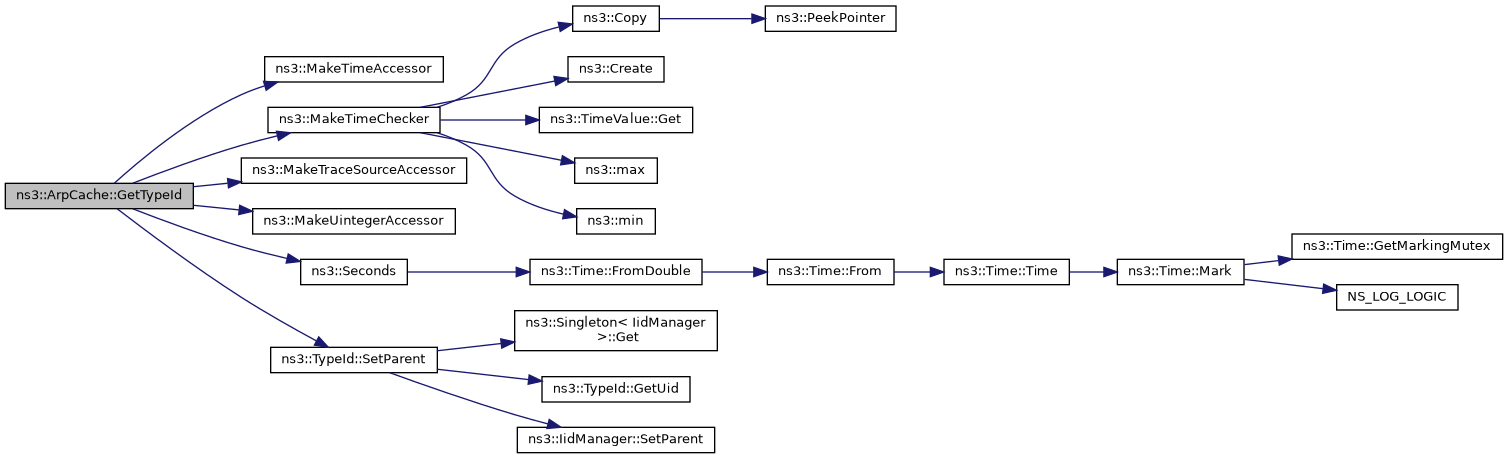 ns3::Copy
ns3::PeekPointer
ns3::MakeTimeAccessor
ns3::Create
ns3::MakeTimeChecker
ns3::TimeValue::Get
ns3::MakeTraceSourceAccessor
ns3::max
ns3::ArpCache::GetTypeId
ns3::MakeUintegerAccessor
ns3::min
ns3::Time::GetMarkingMutex
ns3::Seconds
ns3::Time::FromDouble
ns3::Time::From
ns3::Time::Time
ns3::Time::Mark
NS_LOG_LOGIC
ns3::Singleton< IidManager
>::Get
ns3::TypeId::SetParent
ns3::TypeId::GetUid
ns3::IidManager::SetParent